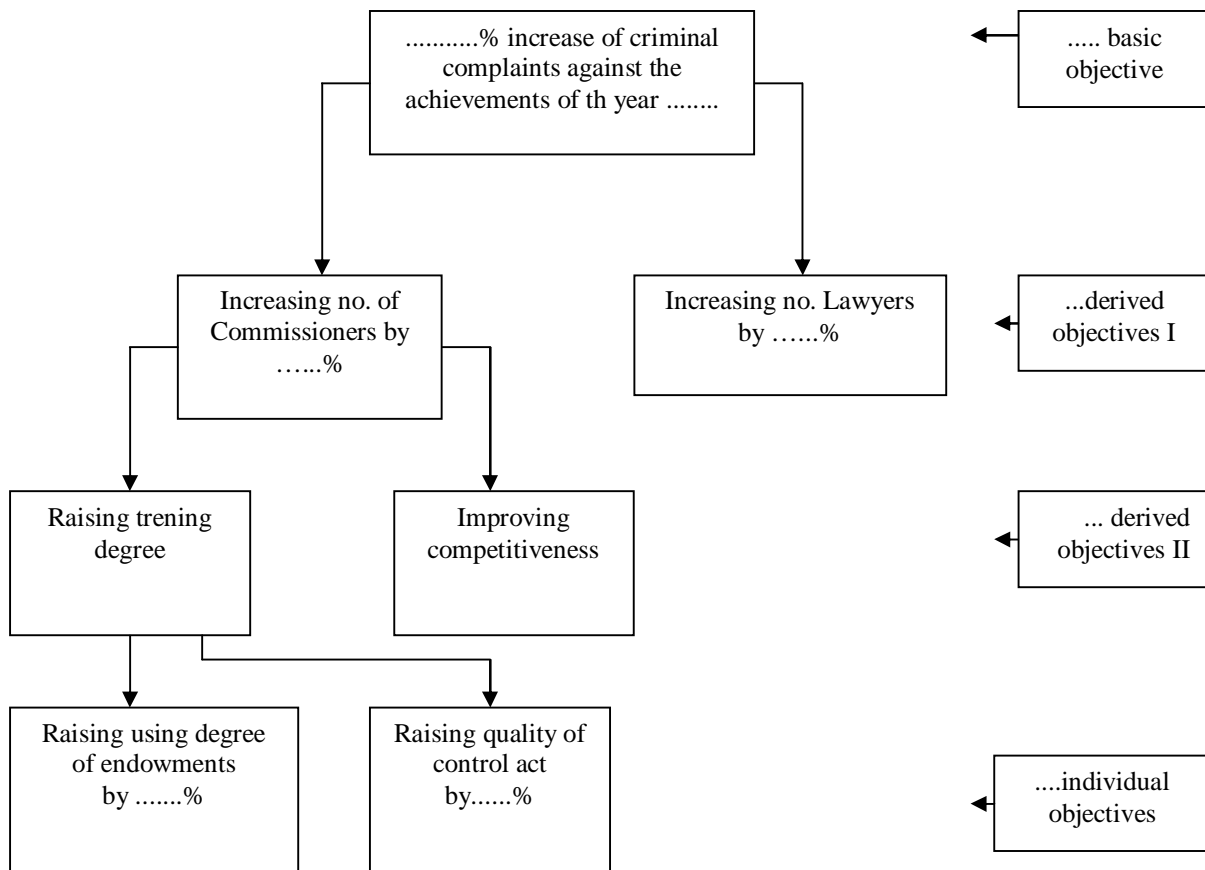 ...........% increase of criminal
complaints against the
achievements of th year ........
..... basic
objective
Increasing no. of
Commissioners by
…...%
Increasing no. Lawyers
by …...%
...derived
objectives I
Raising trening
degree
Improving
competitiveness
... derived
objectives II
Raising using degree
of endowments
by .......%
Raising quality of
control act
by......%
....individual
objectives